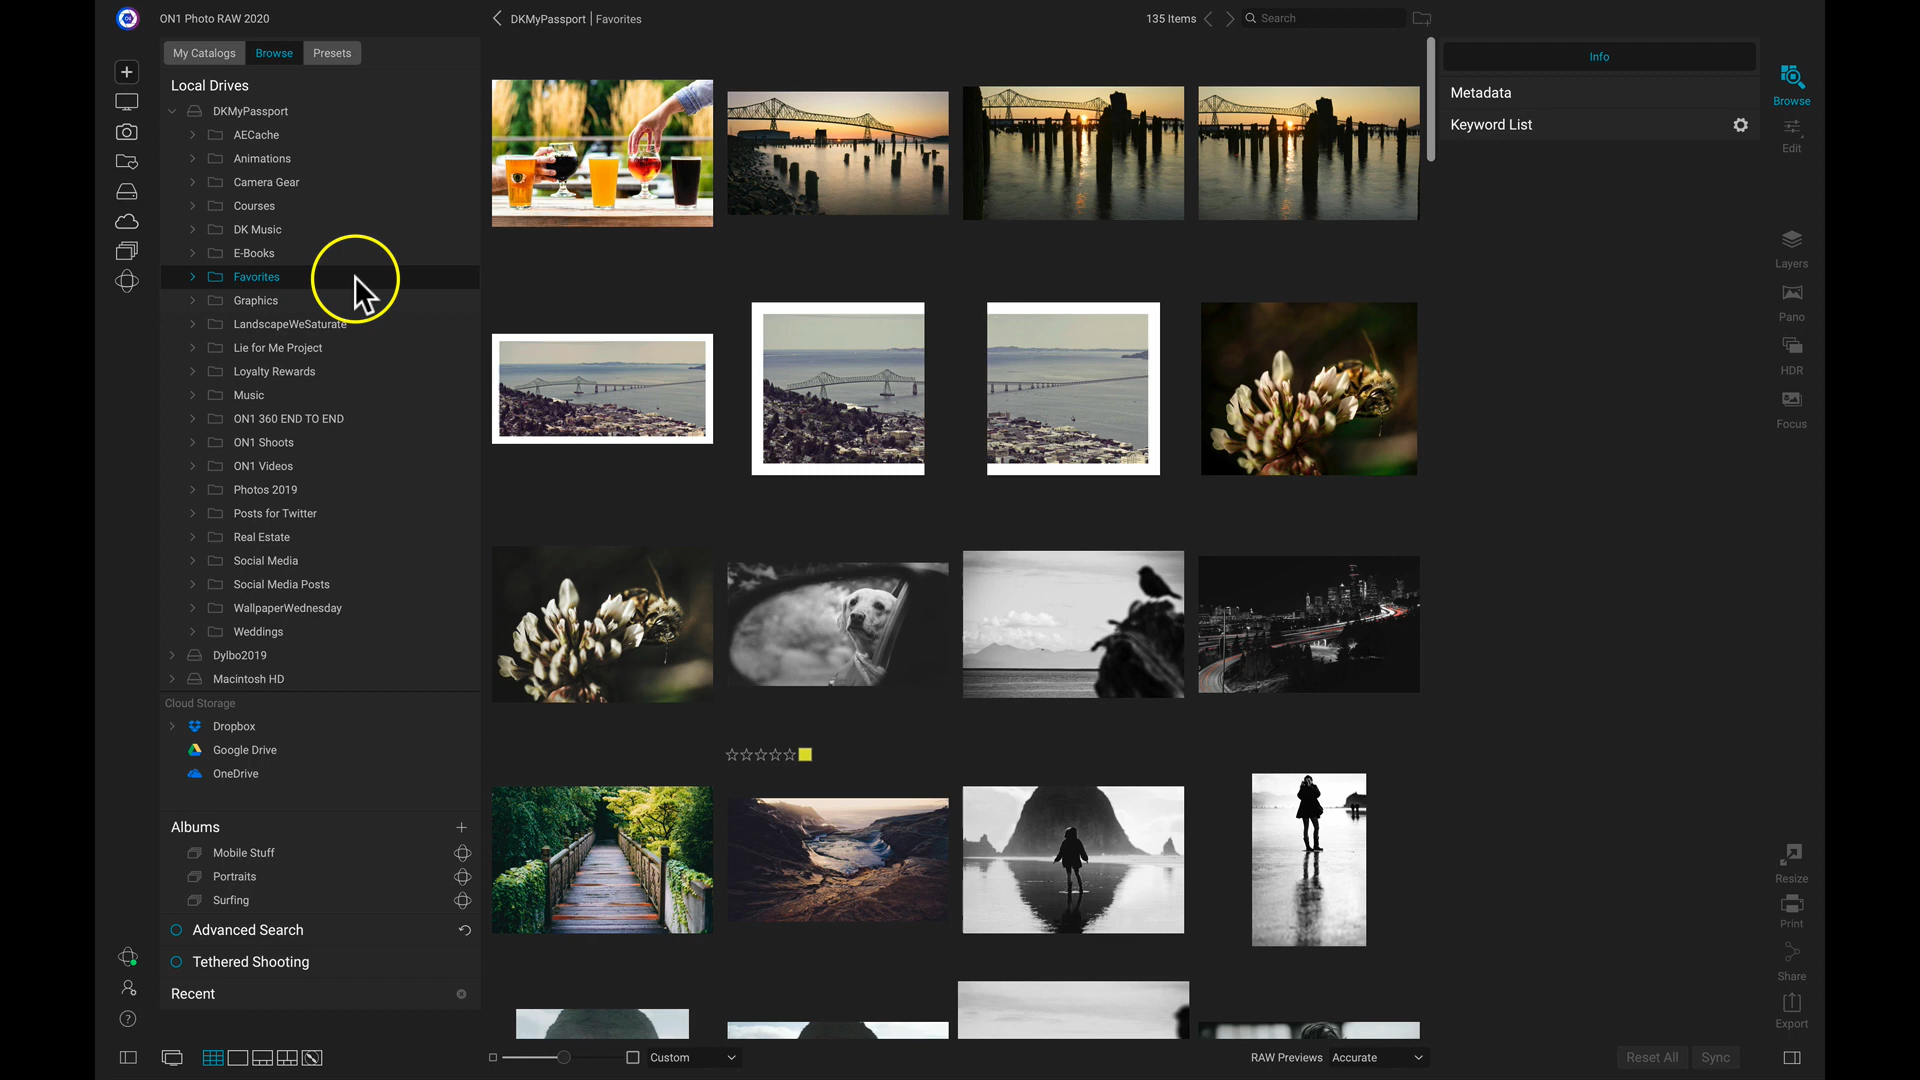 ON1 Photo RAW 2020
DKMyPassport | Favorites
135 Items
Search
My Catalogs
Browse
Presets
Info
Local Drives
Metadata
Keyword List
DKMyPassport
AECache
Animations
Camera Gear
Courses
DK Music
E-Books
Favorites
Graphics
LandscapeWeSaturate
Lie for Me Project
Loyalty Rewards
Music
ON1 360 END TO END
ON1 Shoots
ON1 Videos
Photos 2019
Posts for Twitter
Real Estate
Social Media
Social Media Posts
WallpaperWednesday
Weddings
Dylbo2019
Macintosh HD
Cloud Storage
Dropbox
Google Drive
OneDrive
Albums
Mobile Stuff
Portraits
Surfing
Advanced Search
Tethered Shooting
Recent
Custom
RAW Previews Accurate
Reset All
Sync
Browse
Edit
Layers
Pano
HDR
Focus
Resize
Print
Share
Export